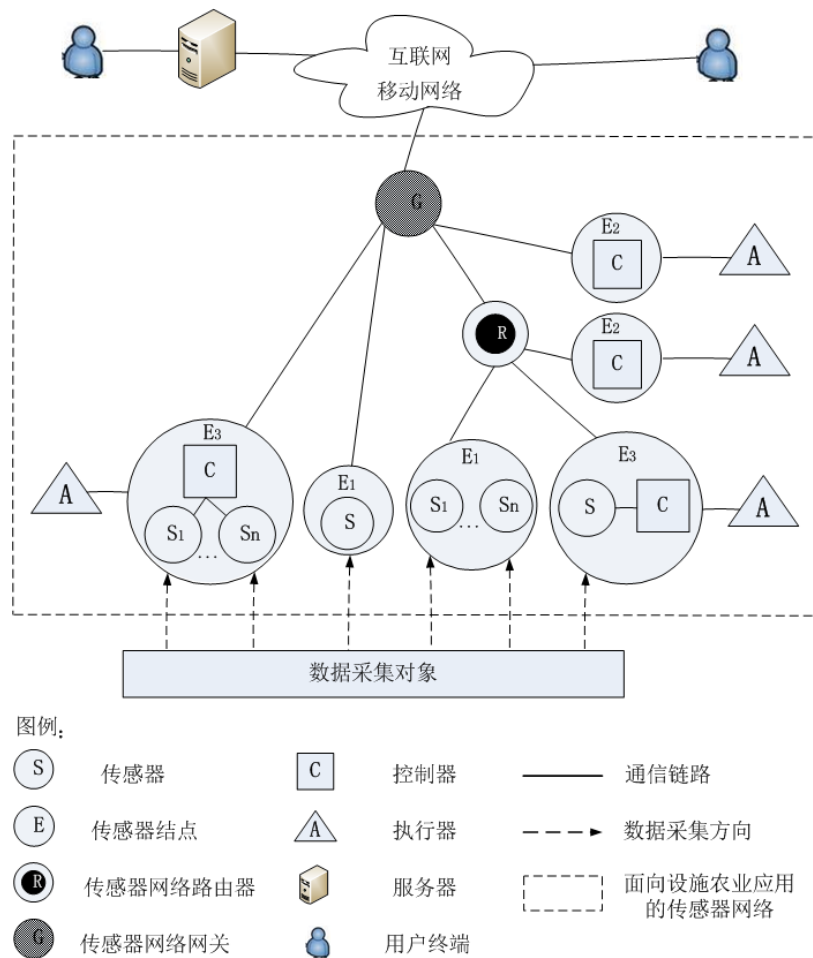 互联网
移动网络
G
E2
C
A
R
E2
C
A
E3
C
S1
...
Sn
A
E1
S
E1
S1
...
Sn
E3
S
C
A
数据采集对象
图例：
S 传感器
C 控制器
通信链路
E 传感器结点
A 执行器
数据采集方向
R 传感器网络路由器
服务器
面向设施农业应用
的传感器网络
G 传感器网络网关
用户终端